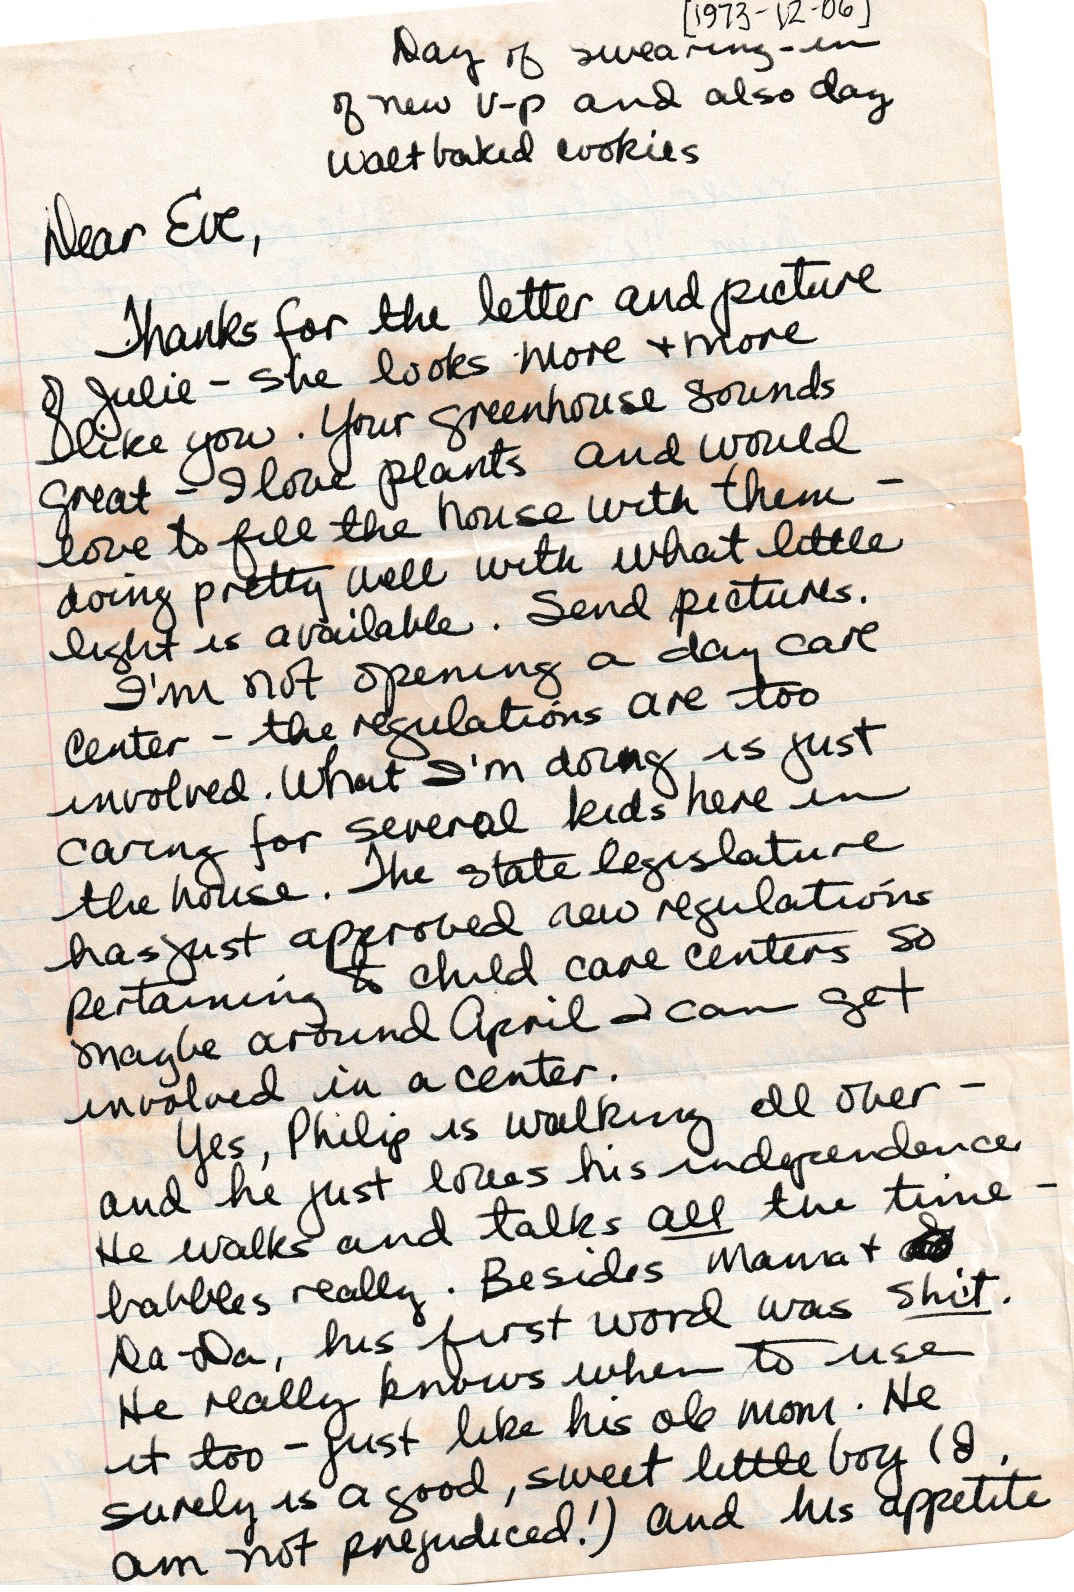 [1973-12-06]
Day of swearing-in
of new V-P and also day
Walt baked cookies
Dear Eve,
Thanks for the letter and picture
of Julie - she looks more + more
like you. Your greenhouse sounds
great - I love plants and would
love to fill the house with them -
doing pretty well with what little
light is available. Send pictures.
I'm not opening a day care
center - the regulations are too
involved. What I'm doing is just
caring for several kids here in
the house. The state legislature
has just approved new regulations
pertaining to child care centers so
maybe around April I can get
involved in a center.
Yes, Philip is walking all over -
and he just loves his independence.
He walks and talks all the time -
babbles really. Besides Mama +
Da-Da, his first word was shit.
He really knows when to use
it too - just like his ole mom. He
surely is a good, sweet little boy (I
am not prejudiced!) and his appetite